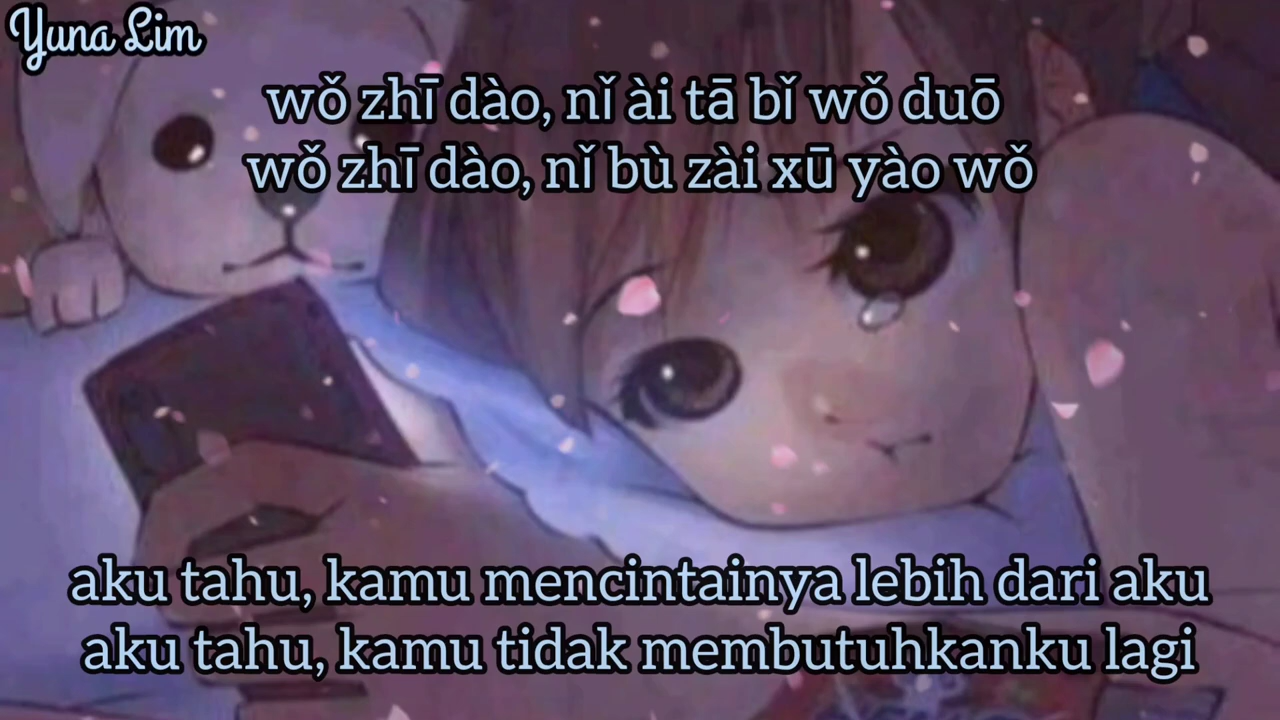 Yuna Lim
wǒ zhī dào, nǐ ài tā bǐ wǒ duō
wǒ zhī dào, nǐ bù zài xū yào wǒ
aku tahu, kamu mencintainya lebih dari aku
aku tahu, kamu tidak membutuhkanku lagi